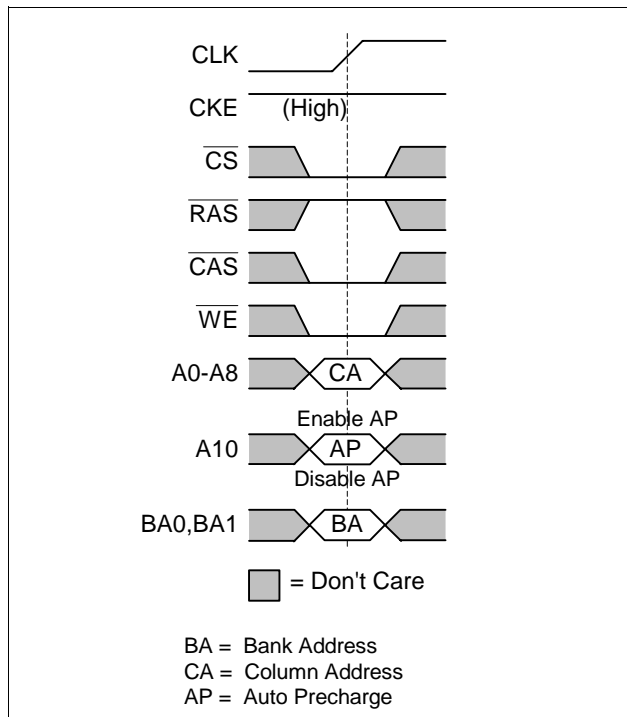 CLK
CKE (High)
CS
RAS
CAS
WE
A0-A8 CA
Enable AP
A10 AP
Disable AP
BA0,BA1 BA
= Don't Care
BA = Bank Address
CA = Column Address
AP = Auto Precharge